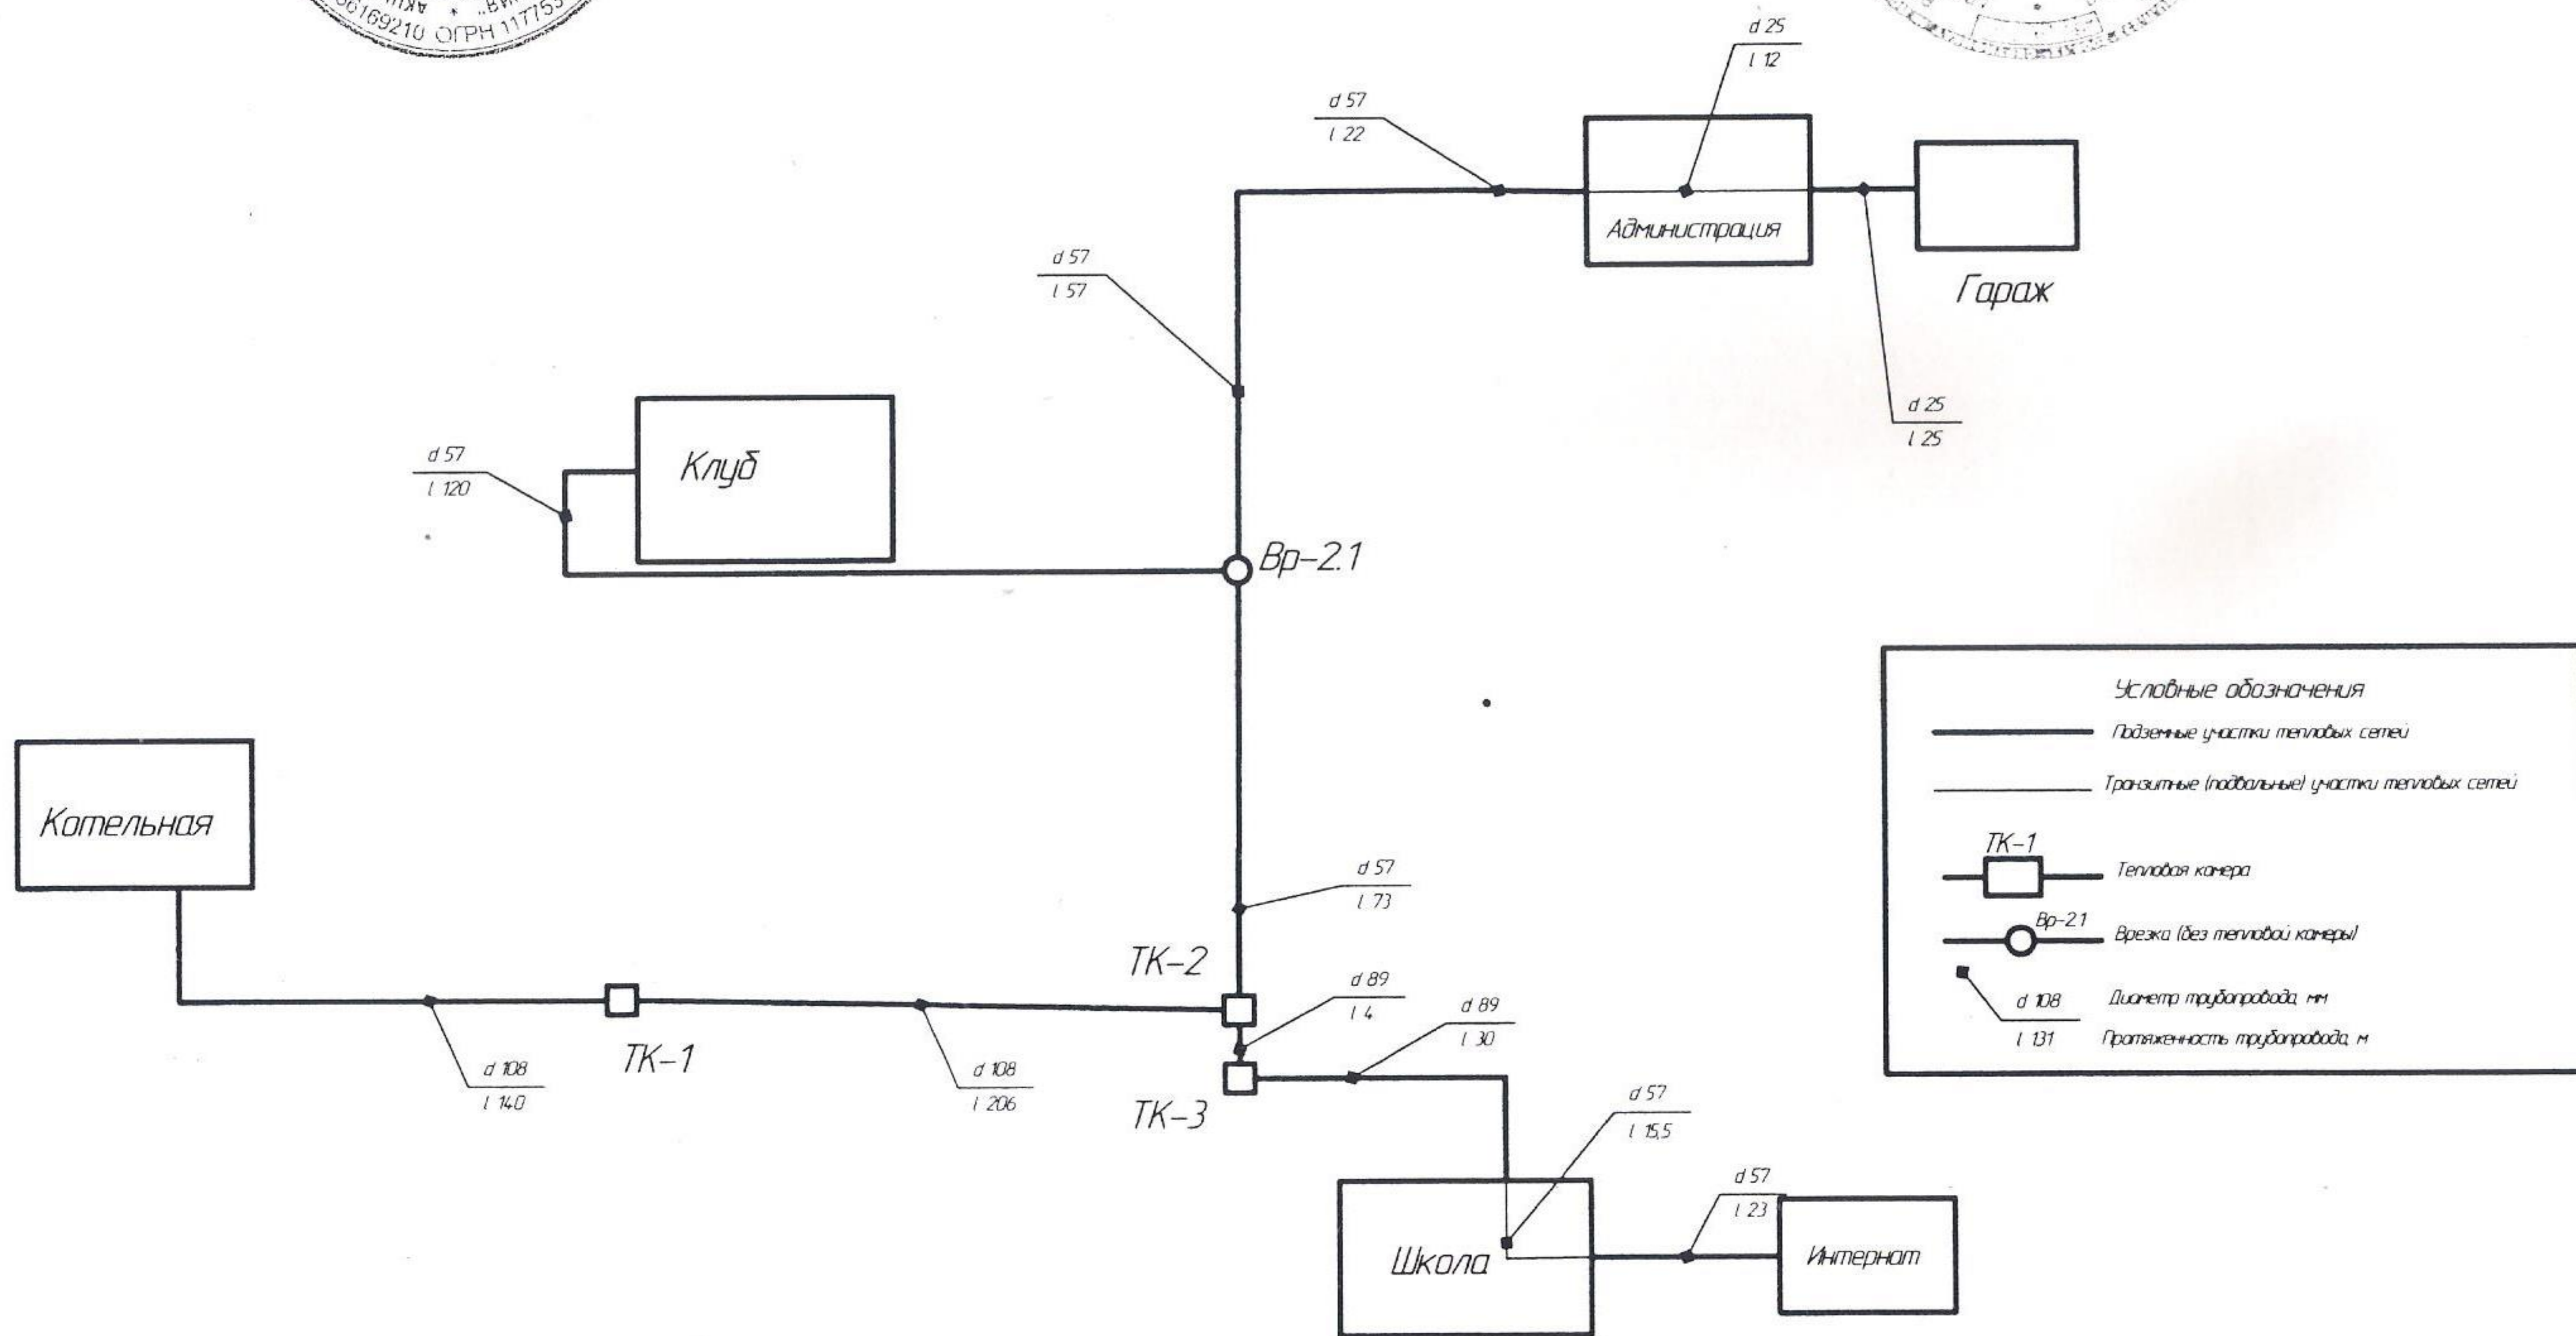 66169210 ОГРН 117753
d 25
l 12
d 57
l 22
Администрация
Гараж
d 57
l 57
d 25
l 25
Клуб
d 57
l 120
Вр-2.1
Котельная
d 57
l 73
ТК-2
d 89
l 4
d 89
l 30
ТК-1
d 108
l 140
d 108
l 206
ТК-3
d 57
l 15,5
d 57
l 23
Школа
Интернат
Условные обозначения
Подземные участки тепловых сетей
Транзитные (подвальные) участки тепловых сетей
ТК-1
Тепловая камера
Вр-2.1
Врезка (без тепловой камеры)
d 108
Диаметр трубопровода, мм
l 131
Протяженность трубопровода, м